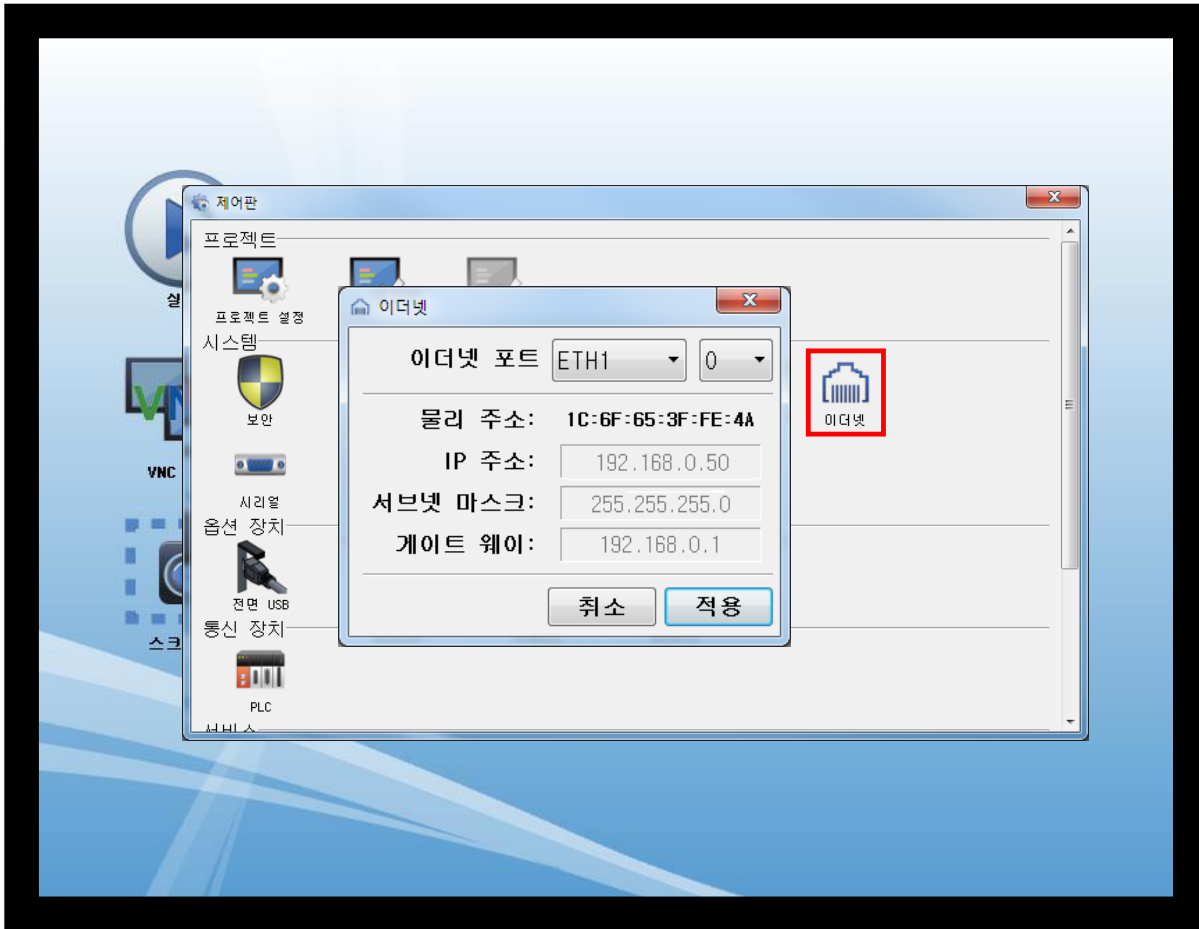 제어판
프로젝트
프로젝트 설정
시스템
보안
시리얼
이더넷
옵션 장치
전면 USB
통신 장치
PLC
이더넷
이더넷 포트 ETH1 0
물리 주소: 1C:6F:65:3F:FE:4A
IP 주소: 192.168.0.50
서브넷 마스크: 255.255.255.0
게이트 웨이: 192.168.0.1
취소 적용
VNC